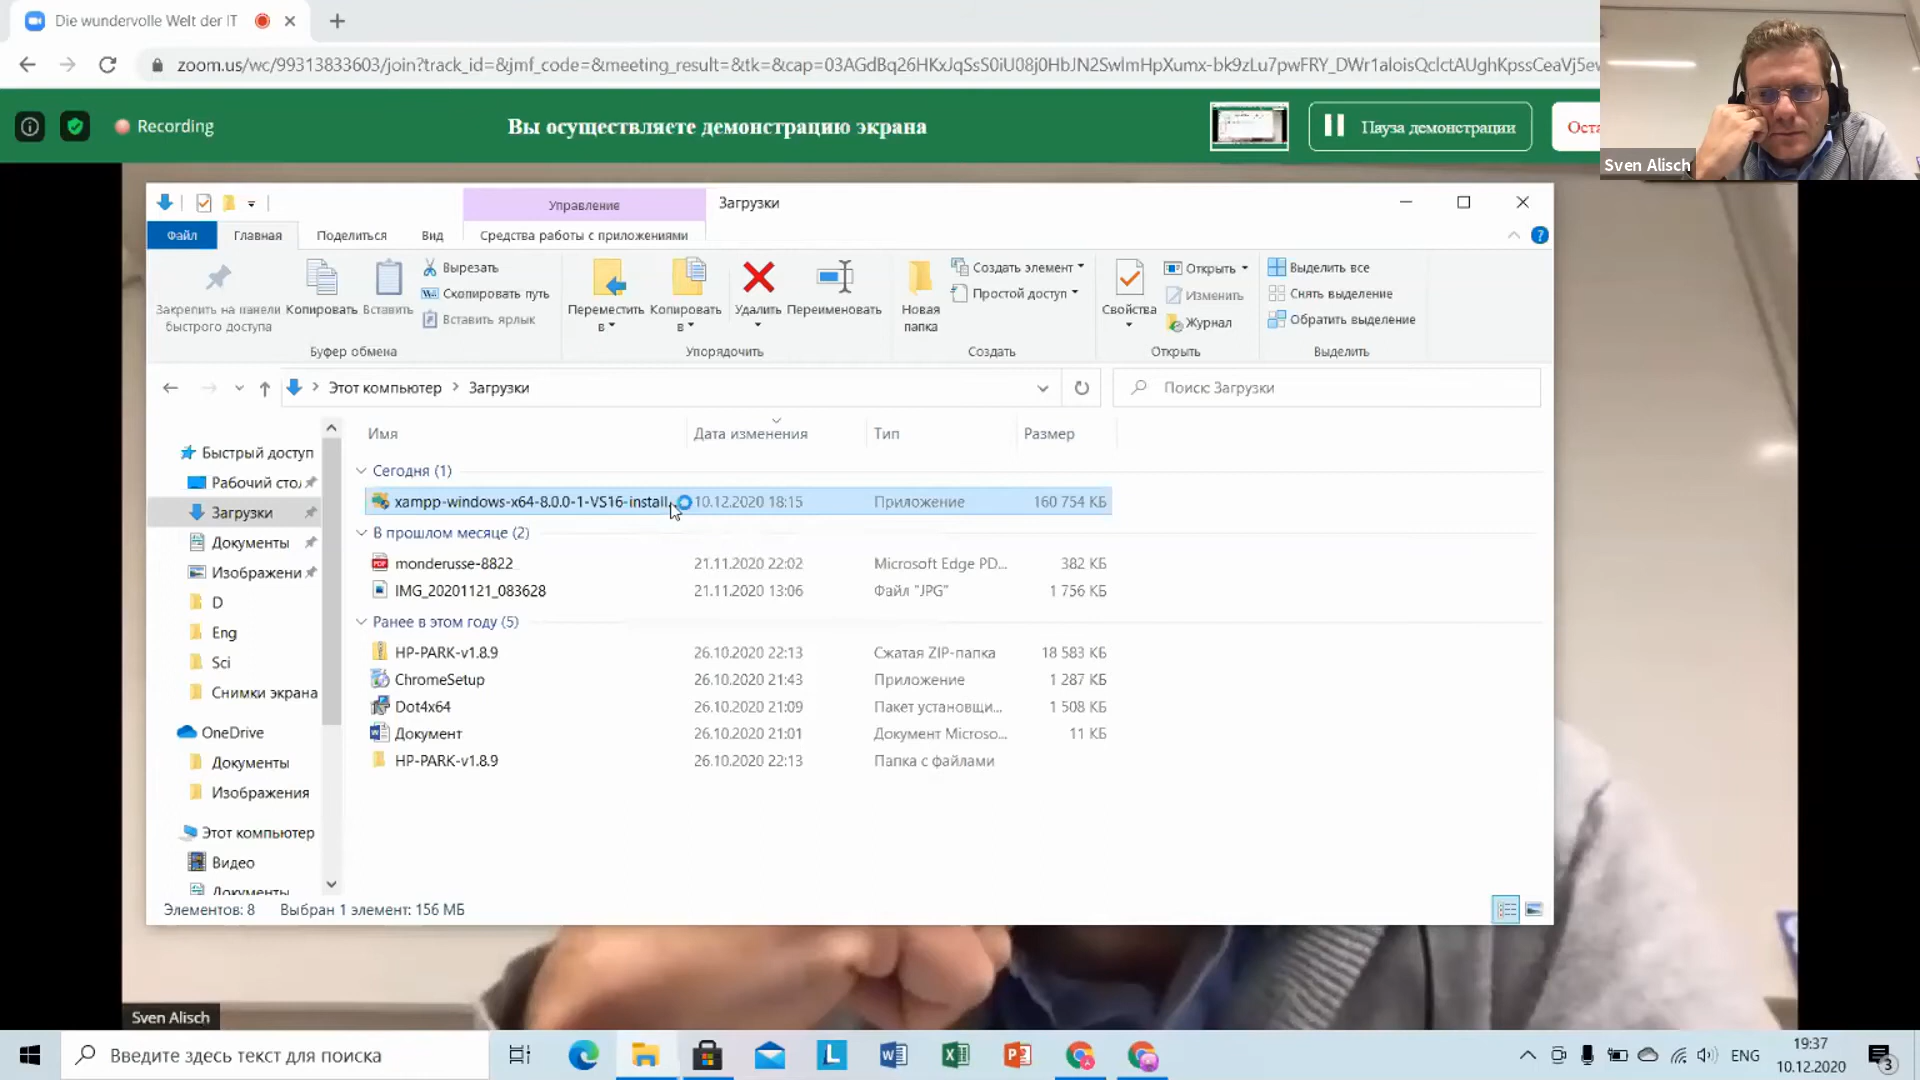 Die wundervolle Welt der IT
zoom.us/wc/99313833603/join?track_id=&jmf_code=&meeting_result=&tk=&cap=
Recording
Вы осуществляете демонстрацию экрана
Пауза демонстрации
Оста
Sven Alisch
Управление
Загрузки
Файл
Главная
Поделиться
Вид
Средства работы с приложениями
Закрепить на панели быстрого доступа
Копировать
Вставить
Вырезать
Скопировать путь
Вставить ярлык
Буфер обмена
Переместить в
Копировать в
Удалить
Переименовать
Упорядочить
Новая папка
Создать элемент
Простой доступ
Создать
Свойства
Открыть
Изменить
Журнал
Открыть
Выделить все
Снять выделение
Обратить выделение
Выделить
Этот компьютер > Загрузки
Поиск: Загрузки
Имя Дата изменения Тип Размер
Сегодня (1)
xampp-windows-x64-8.0.0-1-VS16-install... 10.12.2020 18:15 Приложение 160 754 КБ
В прошлом месяце (2)
monderusse-8822 21.11.2020 22:02 Microsoft Edge PD... 382 КБ
IMG_20201121_083628 21.11.2020 13:06 Файл "JPG" 1 756 КБ
Ранее в этом году (5)
HP-PARK-v1.8.9 26.10.2020 22:13 Сжатая ZIP-папка 18 583 КБ
ChromeSetup 26.10.2020 21:43 Приложение 1 287 КБ
Dot4x64 26.10.2020 21:09 Пакет установщи... 1 508 КБ
Документ 26.10.2020 21:01 Документ Microso... 11 КБ
HP-PARK-v1.8.9 26.10.2020 22:13 Папка с файлами
Быстрый доступ
Рабочий сто
Загрузки
Документы
Изображени
D
Eng
Sci
Снимки экрана
OneDrive
Документы
Изображения
Этот компьютер
Видео
Документы
Элементов: 8 Выбран 1 элемент: 156 МБ
Sven Alisch
Введите здесь текст для поиска
ENG
19:37
10.12.2020
3